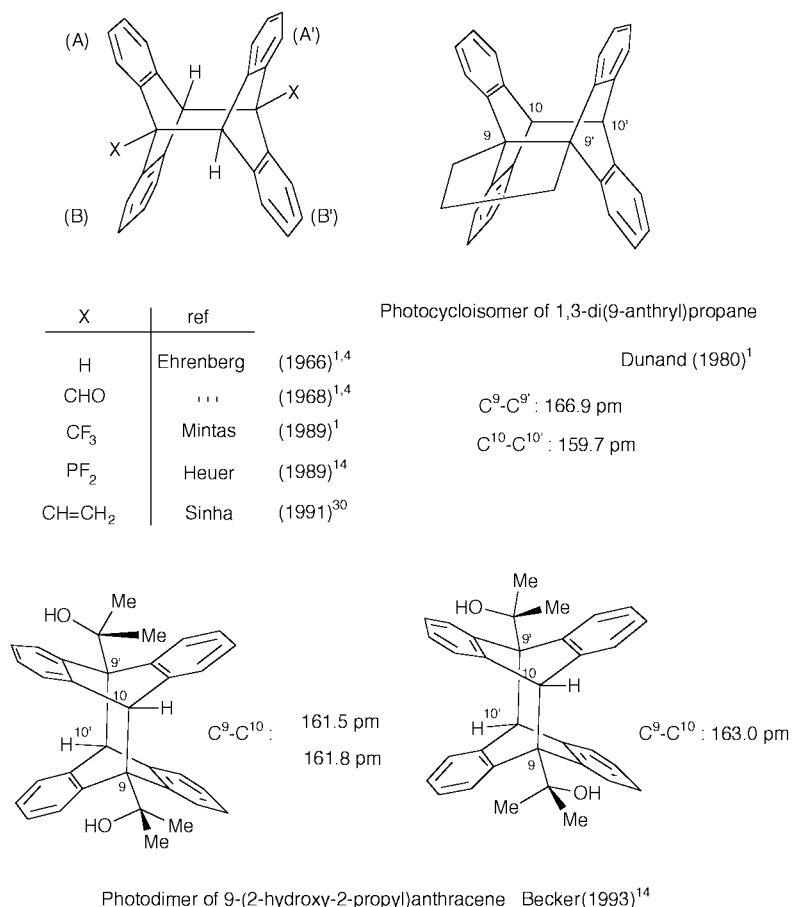 (A)
(A')
H
X
X
H
(B)
(B')
10
9
9'
10'
X ref
H Ehrenberg (1966)1,4
CHO ''' (1968)1,4
CF3 Mintas (1989)1
PF2 Heuer (1989)14
CH=CH2 Sinha (1991)30
Photocycloisomer of 1,3-di(9-anthryl)propane
Dunand (1980)1
C9-C9' : 166.9 pm
C10-C10' : 159.7 pm
Me
HO
Me
9'
10
H
10'
H
9
HO
Me
Me
C9-C10 : 161.5 pm
161.8 pm
Me
HO
Me
9'
10
H
10'
H
9
Me
OH
Me
C9-C10 : 163.0 pm
Photodimer of 9-(2-hydroxy-2-propyl)anthracene Becker(1993)14